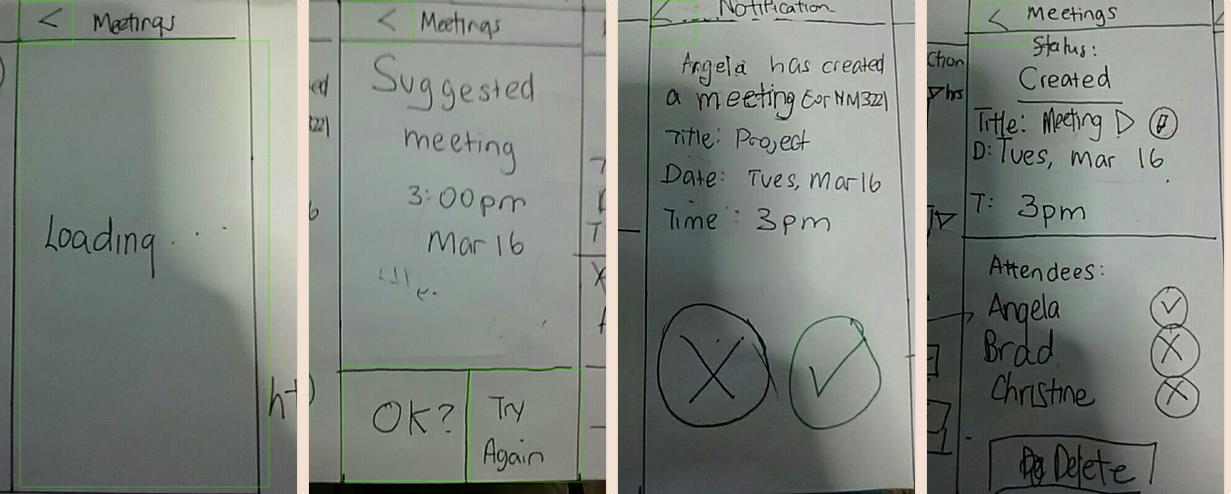 < Meetings
Loading...
< Meetings
Suggested
meeting
3:00pm
Mar 16
OK?
Try
Again
< Notification
Angela has created
a meeting for NM3221
Title: Project
Date: Tues, Mar 16
Time: 3pm
X
✓
< Meetings
Status:
Created
Title: Meeting
D: Tues, Mar 16
T: 3pm
Attendees:
Angela ✓
Brad X
Christine X
Delete